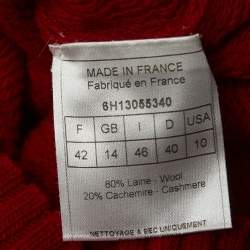 MADE IN FRANCE
Fabriqué en France
6H13055340
F GB I D USA
42 14 46 40 10
80% Laine - Wool
20% Cachemire - Cashmere
NETTOYAGE A SEC UNIQUEMENT